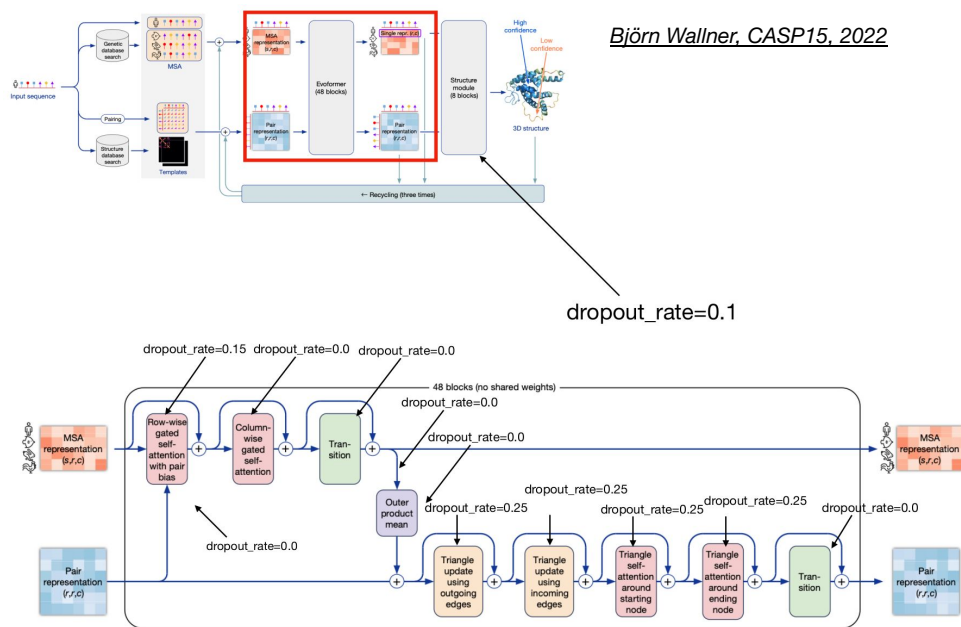 Björn Wallner, CASP15, 2022
Genetic
database
search
MSA
Input sequence
Pairing
Structure
database
search
Templates
MSA
representation
(s,r,c)
Pair
representation
(r,r,c)
Evoformer
(48 blocks)
Single repr. (r,c)
Pair
representation
(r,r,c)
Structure
module
(8 blocks)
High
confidence
Low
confidence
3D structure
← Recycling (three times)
dropout_rate=0.1
dropout_rate=0.15
dropout_rate=0.0
dropout_rate=0.0
48 blocks (no shared weights)
dropout_rate=0.0
dropout_rate=0.0
MSA
representation
(s,r,c)
Row-wise
gated
self-
attention
with pair
bias
Column-
wise
gated
self-
attention
Tran-
sition
Outer
product
mean
MSA
representation
(s,r,c)
dropout_rate=0.0
dropout_rate=0.25
dropout_rate=0.25
dropout_rate=0.25
dropout_rate=0.25
dropout_rate=0.0
Pair
representation
(r,r,c)
Triangle
update
using
outgoing
edges
Triangle
update
using
incoming
edges
Triangle
self-
attention
around
starting
node
Triangle
self-
attention
around
ending
node
Tran-
sition
Pair
representation
(r,r,c)